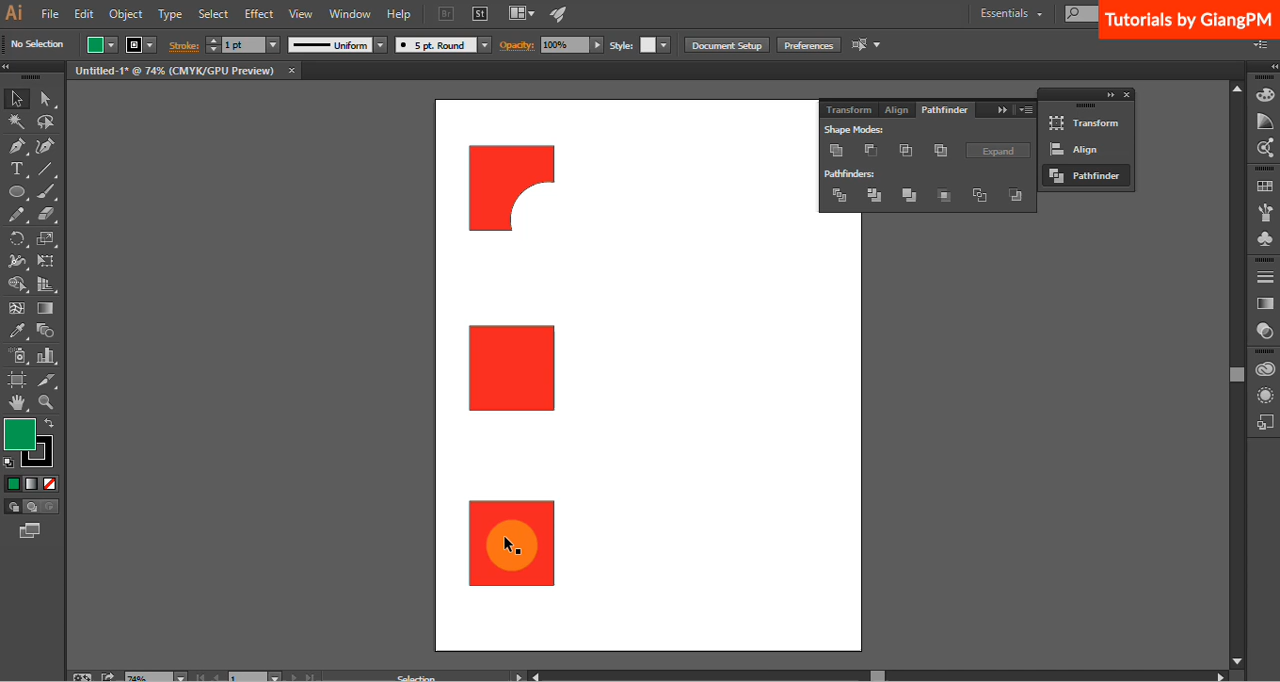 Ai File Edit Object Type Select Effect View Window Help Br St Essentials
Tutorials by GiangPM
No Selection Stroke: 1 pt Uniform 5 pt. Round Opacity: 100% Style: Document Setup Preferences
Untitled-1* @ 74% (CMYK/GPU Preview) ×
Transform Align Pathfinder
Shape Modes:
Expand
Pathfinders:
Transform
Align
Pathfinder
T
74% 1 Selection